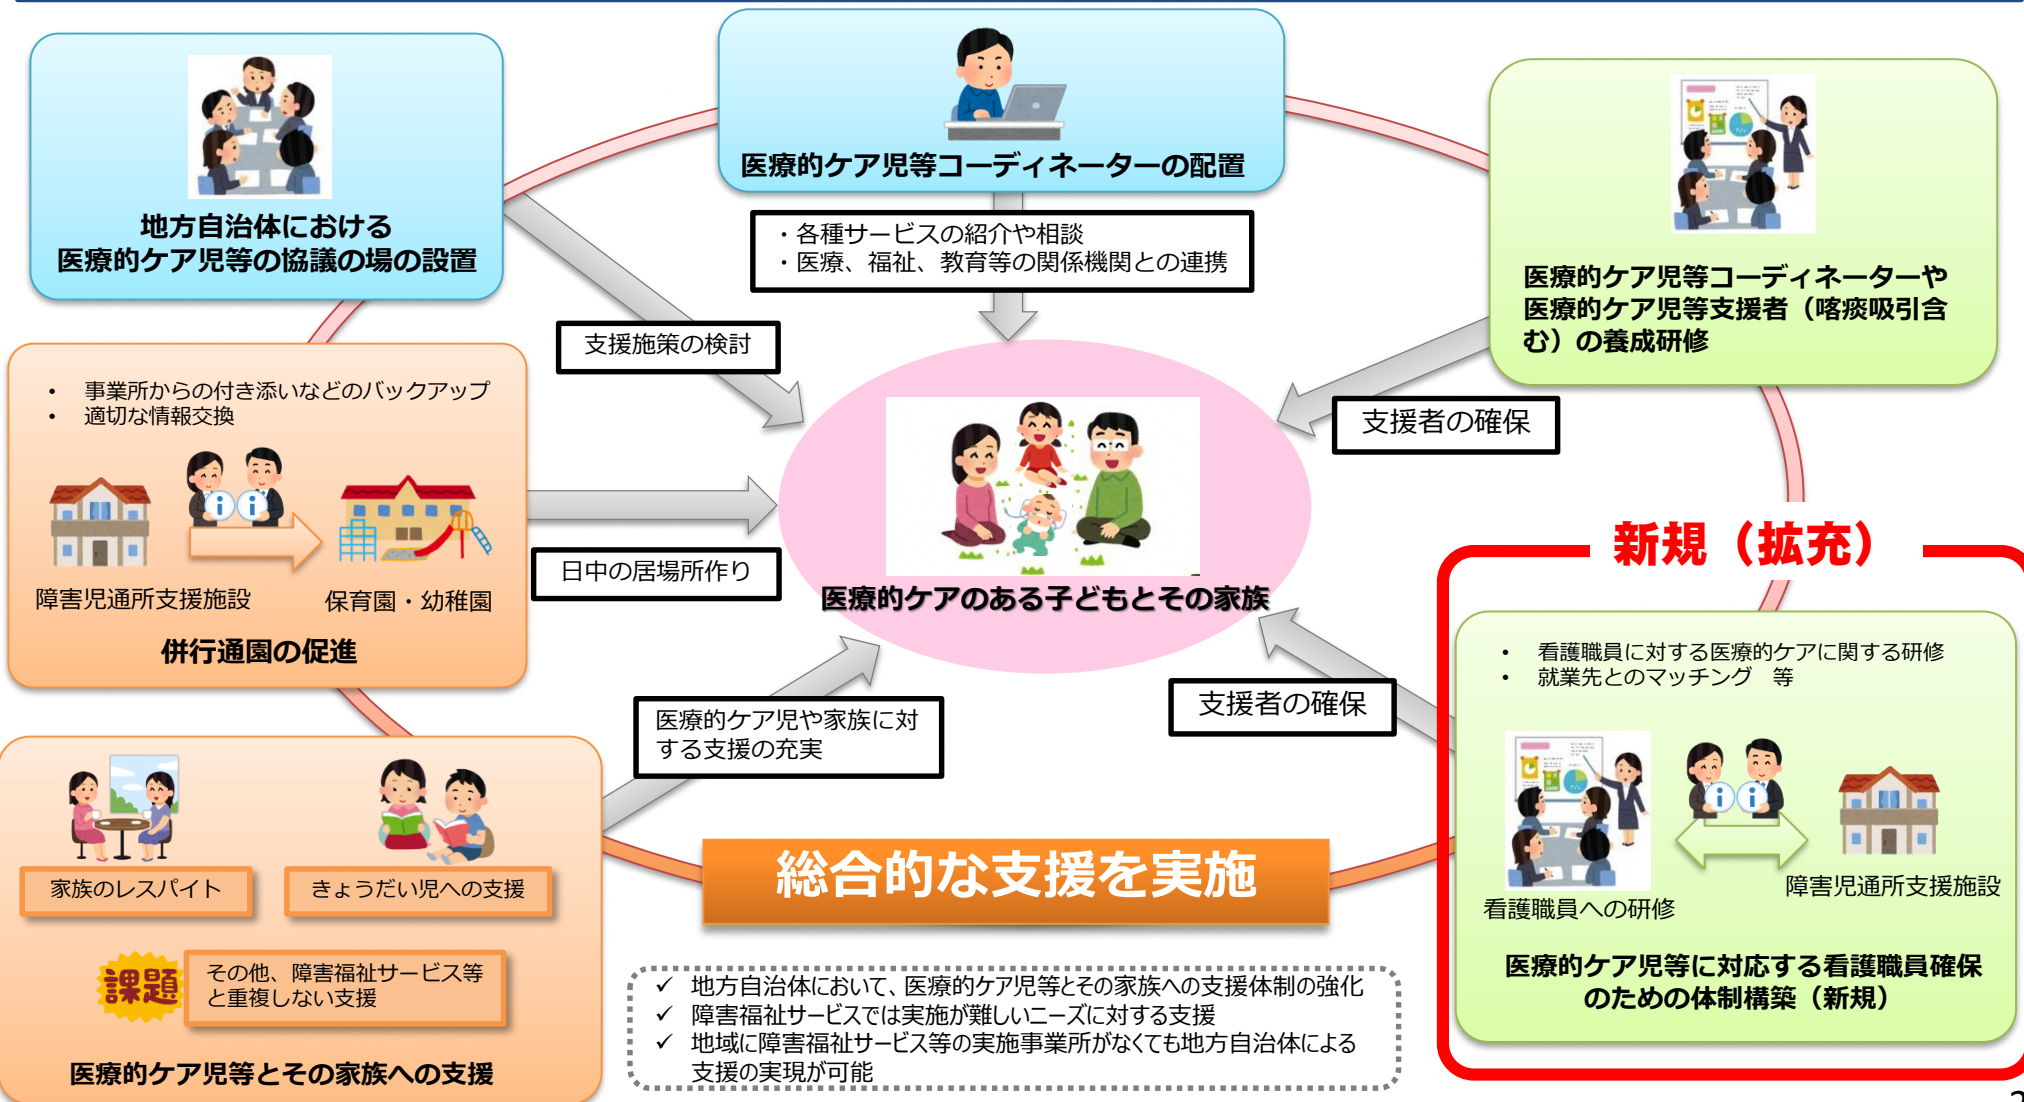 地方自治体における
医療的ケア児等の協議の場の設置
医療的ケア児等コーディネーターの配置
・各種サービスの紹介や相談
・医療、福祉、教育等の関係機関との連携
医療的ケア児等コーディネーターや
医療的ケア児等支援者（喀痰吸引含
む）の養成研修
支援施策の検討
支援者の確保
• 事業所からの付き添いなどのバックアップ
• 適切な情報交換
障害児通所支援施設
保育園・幼稚園
併行通園の促進
日中の居場所作り
医療的ケアのある子どもとその家族
新規（拡充）
• 看護職員に対する医療的ケアに関する研修
• 就業先とのマッチング 等
看護職員への研修
障害児通所支援施設
医療的ケア児等に対応する看護職員確保
のための体制構築（新規）
支援者の確保
医療的ケア児や家族に対
する支援の充実
家族のレスパイト
きょうだい児への支援
課題
その他、障害福祉サービス等
と重複しない支援
医療的ケア児等とその家族への支援
総合的な支援を実施
✓ 地方自治体において、医療的ケア児等とその家族への支援体制の強化
✓ 障害福祉サービスでは実施が難しいニーズに対する支援
✓ 地域に障害福祉サービス等の実施事業所がなくても地方自治体による
支援の実現が可能